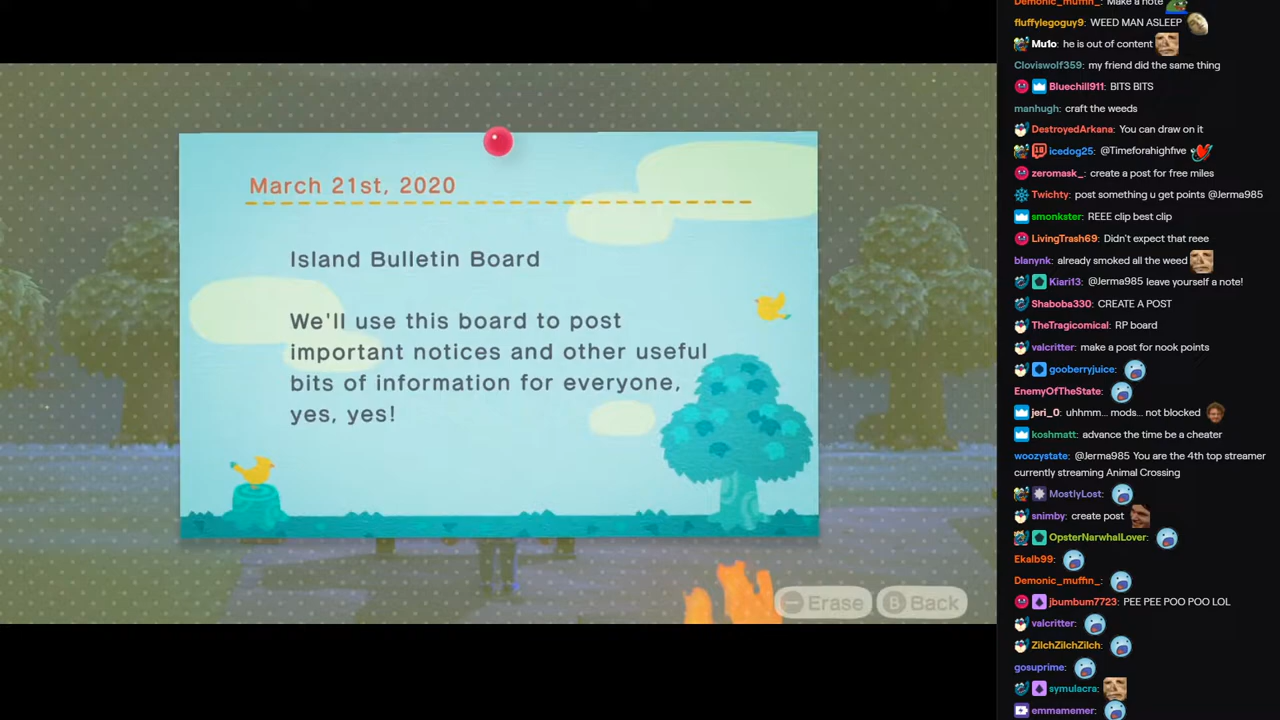 March 21st, 2020
Island Bulletin Board
We'll use this board to post
important notices and other useful
bits of information for everyone,
yes, yes!
Erase
B Back
Demonic_muffin_: Make a note
fluffylegoguy9: WEED MAN ASLEEP
Mu1o: he is out of content
Cloviswolf359: my friend did the same thing
Bluechill911: BITS BITS
manhugh: craft the weeds
DestroyedArkana: You can draw on it
18 icedog25: @Timeforahighfive
zeromask_: create a post for free miles
Twichty: post something u get points @Jerma985
smonkster: REEE clip best clip
LivingTrash69: Didn't expect that reee
blanynk: already smoked all the weed
Kiari13: @Jerma985 leave yourself a note!
Shaboba330: CREATE A POST
TheTragicomical: RP board
valcritter: make a post for nook points
gooberryjuice:
EnemyOfTheState:
jeri_0: uhhmm... mods... not blocked
koshmatt: advance the time be a cheater
woozystate: @Jerma985 You are the 4th top streamer
currently streaming Animal Crossing
MostlyLost:
snimby: create post
OpsterNarwhalLover:
Ekalb99:
Demonic_muffin_:
jbumbum7723: PEE PEE POO POO LOL
valcritter:
ZilchZilchZilch:
gosuprime:
symulacra:
emmamemer: